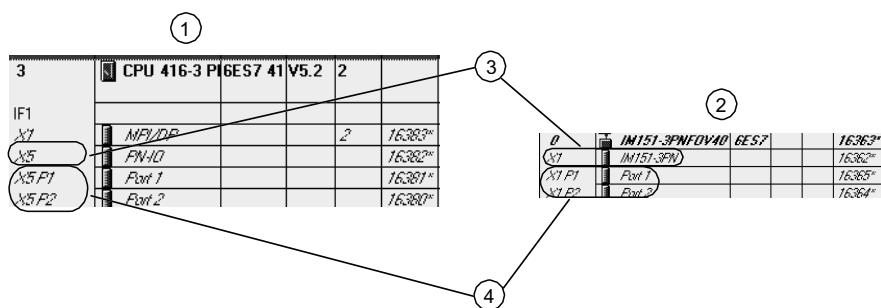 1
3 CPU 416-3 PI 6ES7 41 V5.2 2
IF1
X1 MPI/DP 2 16383*
X5 PN-IO 16382*
X5 P1 Port 1 16381*
X5 P2 Port 2 16380*
3
2
0 IM151-3PNFOV40 6ES7 16363*
X1 IM151-3PN 16362*
X1 P1 Port 1 16365*
X1 P2 Port 2 16364*
4